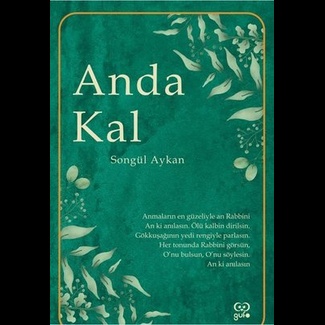 Anda
Kal
Songül Aykan
Anmaların en güzeliyle an Rabbini
An ki anılasın. Ölü kalbin dirilsin,
Gökkuşağının yedi rengiyle parlasın.
Her tonunda Rabbini görsün,
O'nu bulsun, O'nu söylesin.
An ki anılasın
gulo